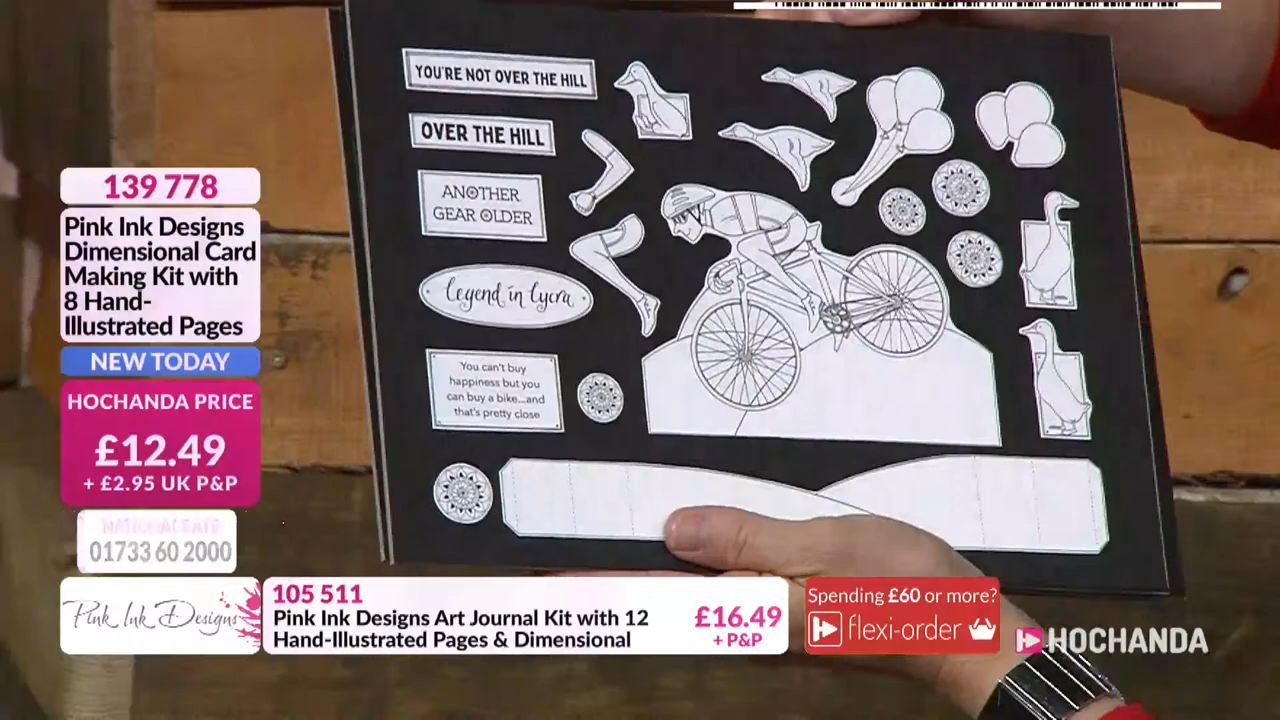 YOU'RE NOT OVER THE HILL
OVER THE HILL
ANOTHER
GEAR OLDER
Legend in Lycra
You can't buy
happiness but you
can buy a bike...and
that's pretty close
139 778
Pink Ink Designs
Dimensional Card
Making Kit with
8 Hand-
Illustrated Pages
NEW TODAY
HOCHANDA PRICE
£12.49
+ £2.95 UK P&P
NATIONAL RATE
01733 60 2000
Pink Ink Designs
105 511
Pink Ink Designs Art Journal Kit with 12
Hand-Illustrated Pages & Dimensional
£16.49
+ P&P
Spending £60 or more?
flexi-order
HOCHANDA